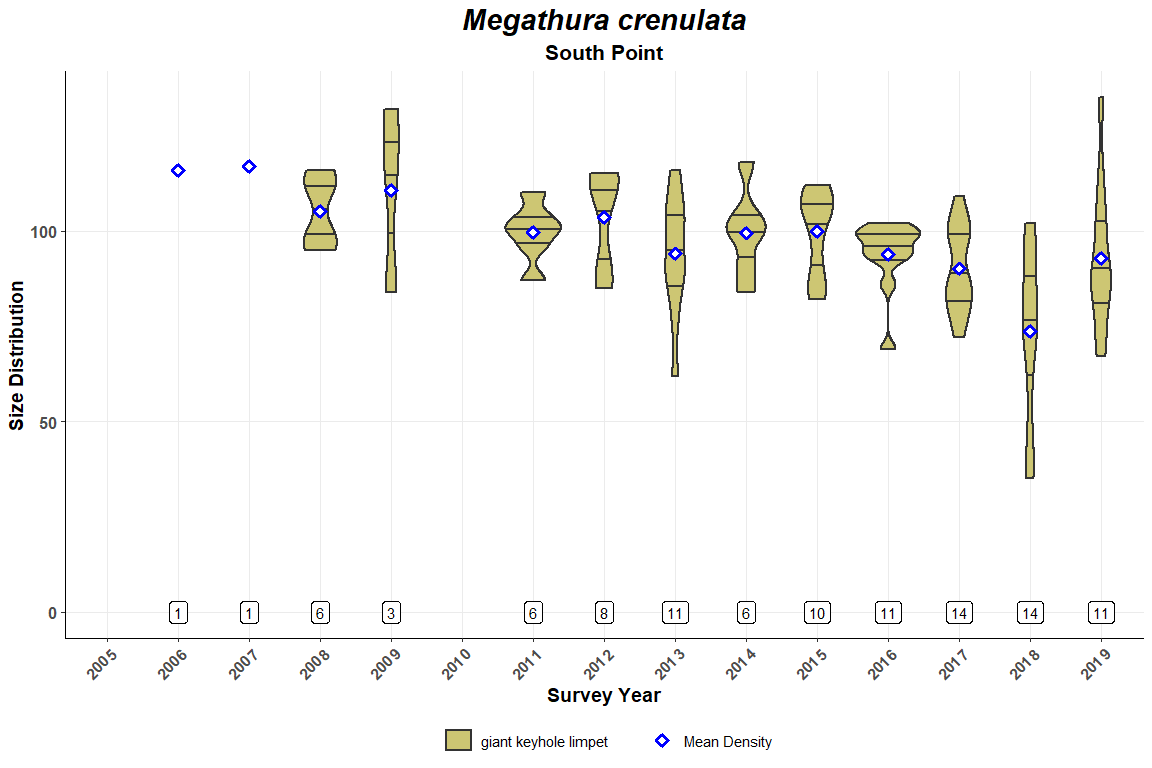 Megathura crenulata
South Point
Size Distribution
100
50
0
1 1 6 3 6 8 11 6 10 11 14 14 11
2005 2006 2007 2008 2009 2010 2011 2012 2013 2014 2015 2016 2017 2018 2019
Survey Year
giant keyhole limpet Mean Density